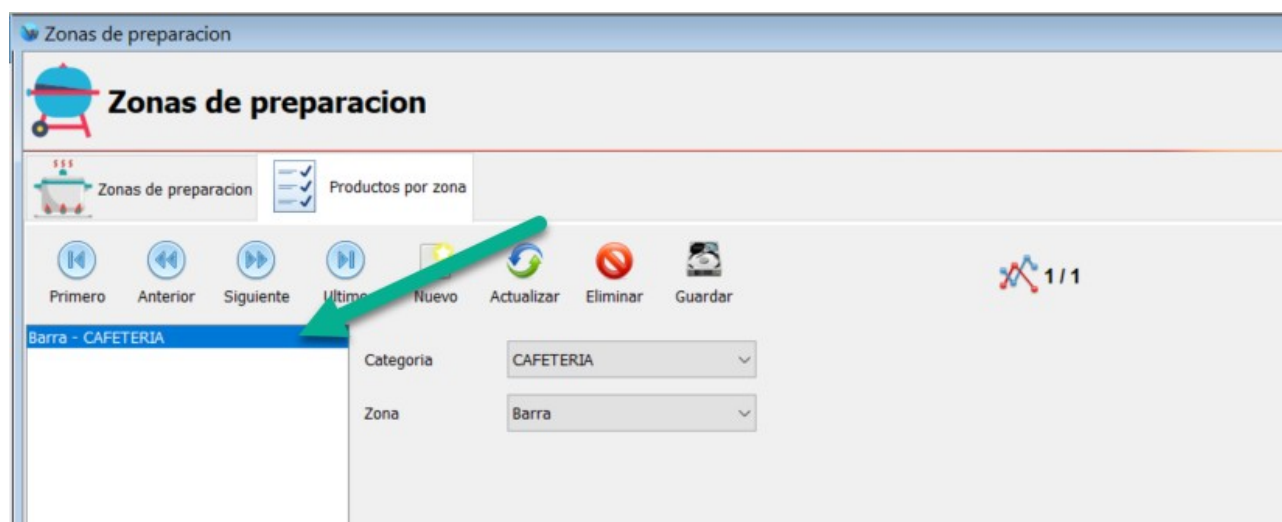 Zonas de preparacion
Zonas de preparacion
$$$
Zonas de preparacion
Productos por zona
Primero Anterior Siguiente Ultimo Nuevo Actualizar Eliminar Guardar
1 / 1
Barra - CAFETERIA
Categoria CAFETERIA
Zona Barra